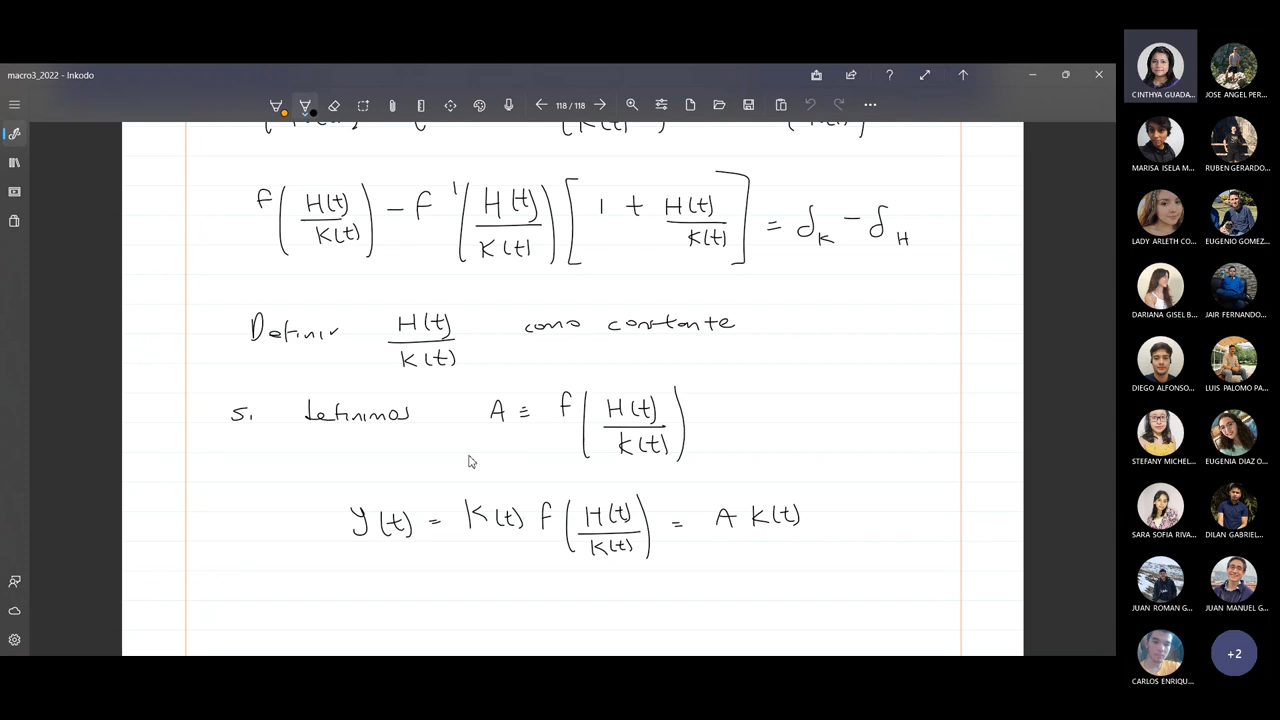 macro3_2022 - Inkodo
118 / 118
f(H(t)/K(t)) - f'(H(t)/K(t)) [1 + H(t)/K(t)] = δK - δH
Definir H(t)/K(t) como constante
Si definimos A ≡ f(H(t)/K(t))
Y(t) = K(t) f(H(t)/K(t)) = A K(t)
CINTHYA GUADA...
JOSE ANGEL PER...
MARISA ISELA M...
RUBEN GERARDO...
LADY ARLETH CO...
EUGENIO GOMEZ...
DARIANA GISEL B...
JAIR FERNANDO...
DIEGO ALFONSO...
LUIS PALOMO PA...
STEFANY MICHEL...
EUGENIA DIAZ O...
SARA SOFIA RIVA...
DILAN GABRIEL...
JUAN ROMAN G...
JUAN MANUEL G...
CARLOS ENRIQU...
+2